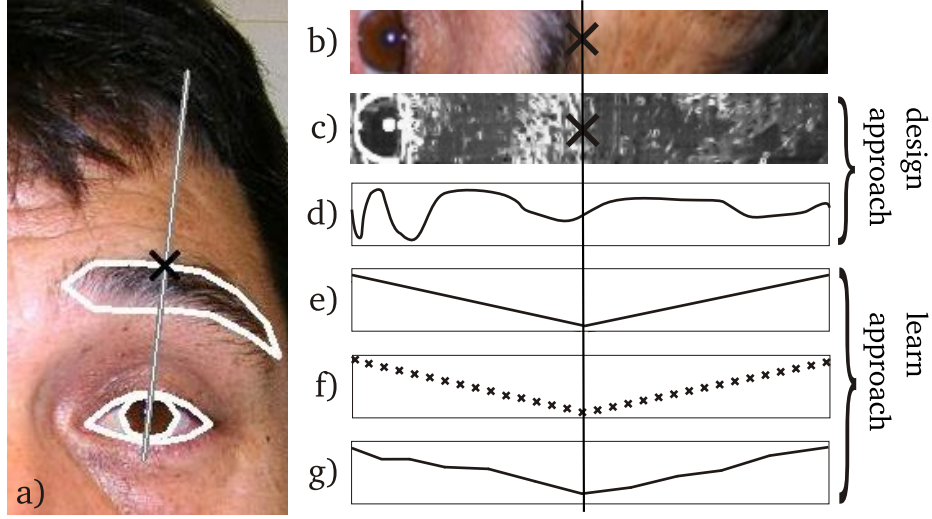 a)
b)
c)
d)
e)
f)
g)
design
approach
learn
approach